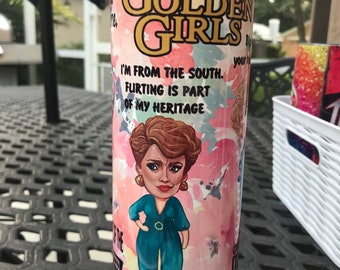 GOLDEN
GIRLS
I'M FROM THE SOUTH.
FLIRTING IS PART
OF MY HERITAGE